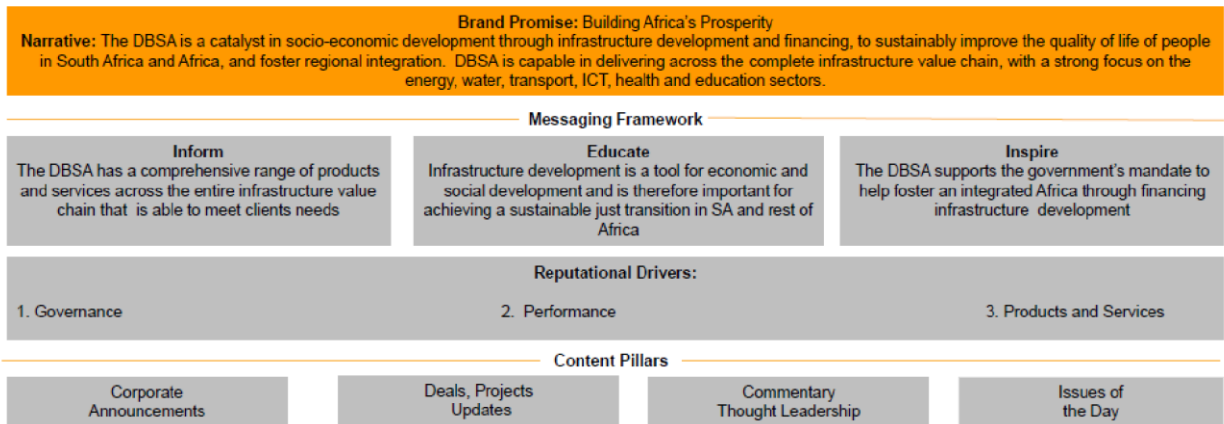 Brand Promise: Building Africa's Prosperity
Narrative: The DBSA is a catalyst in socio-economic development through infrastructure development and financing, to sustainably improve the quality of life of people
in South Africa and Africa, and foster regional integration. DBSA is capable in delivering across the complete infrastructure value chain, with a strong focus on the
energy, water, transport, ICT, health and education sectors.
Messaging Framework
Inform
The DBSA has a comprehensive range of products
and services across the entire infrastructure value
chain that is able to meet clients needs
Educate
Infrastructure development is a tool for economic and
social development and is therefore important for
achieving a sustainable just transition in SA and rest of
Africa
Inspire
The DBSA supports the government's mandate to
help foster an integrated Africa through financing
infrastructure development
Reputational Drivers:
1. Governance
2. Performance
3. Products and Services
Content Pillars
Corporate
Announcements
Deals, Projects
Updates
Commentary
Thought Leadership
Issues of
the Day